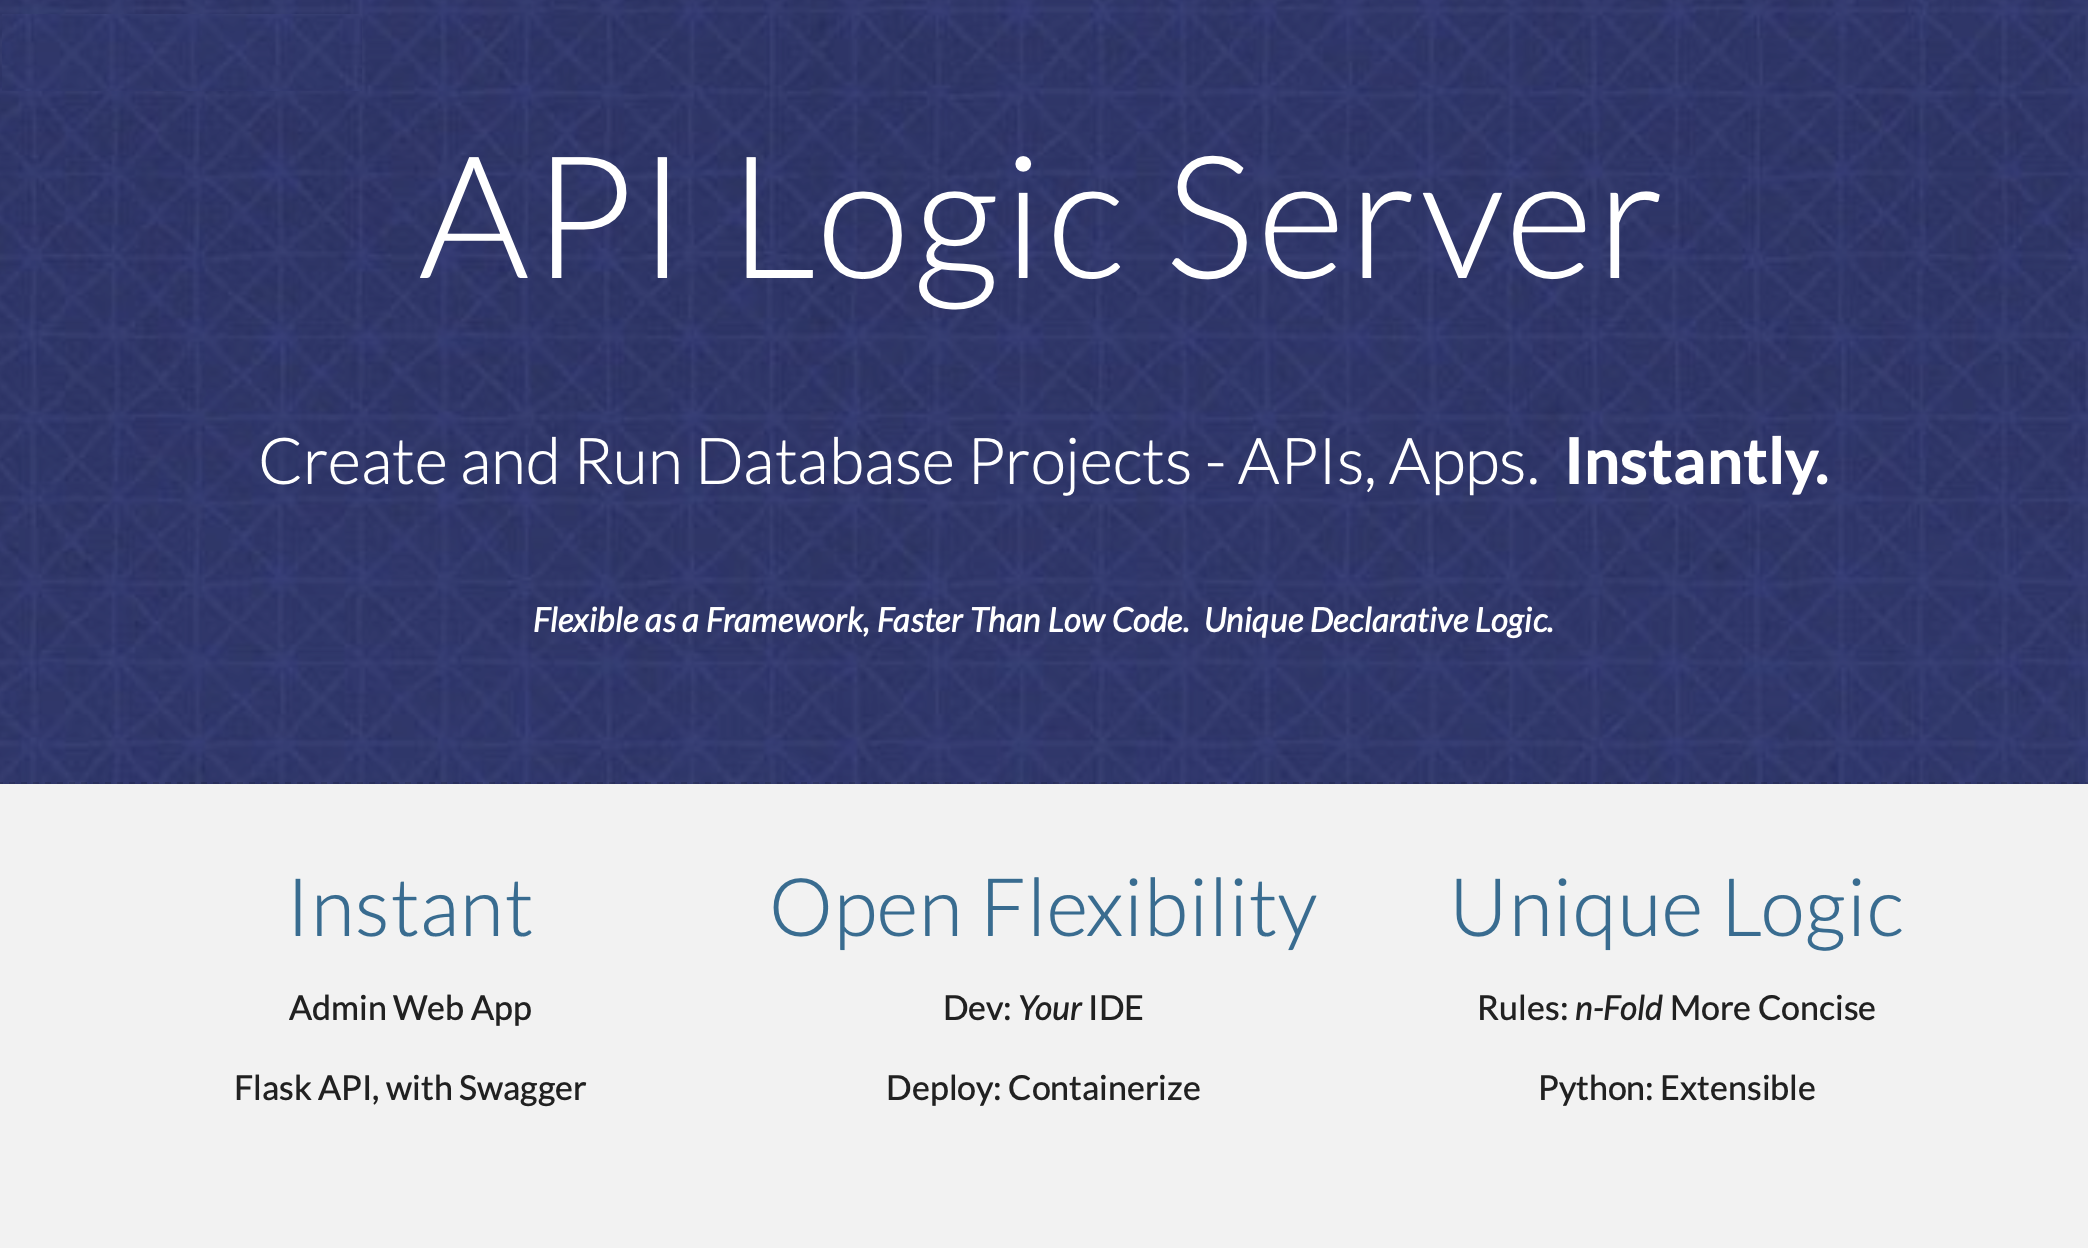 API Logic Server
Create and Run Database Projects - APIs, Apps. Instantly.
Flexible as a Framework, Faster Than Low Code. Unique Declarative Logic.
Instant
Admin Web App
Flask API, with Swagger
Open Flexibility
Dev: Your IDE
Deploy: Containerize
Unique Logic
Rules: n-Fold More Concise
Python: Extensible